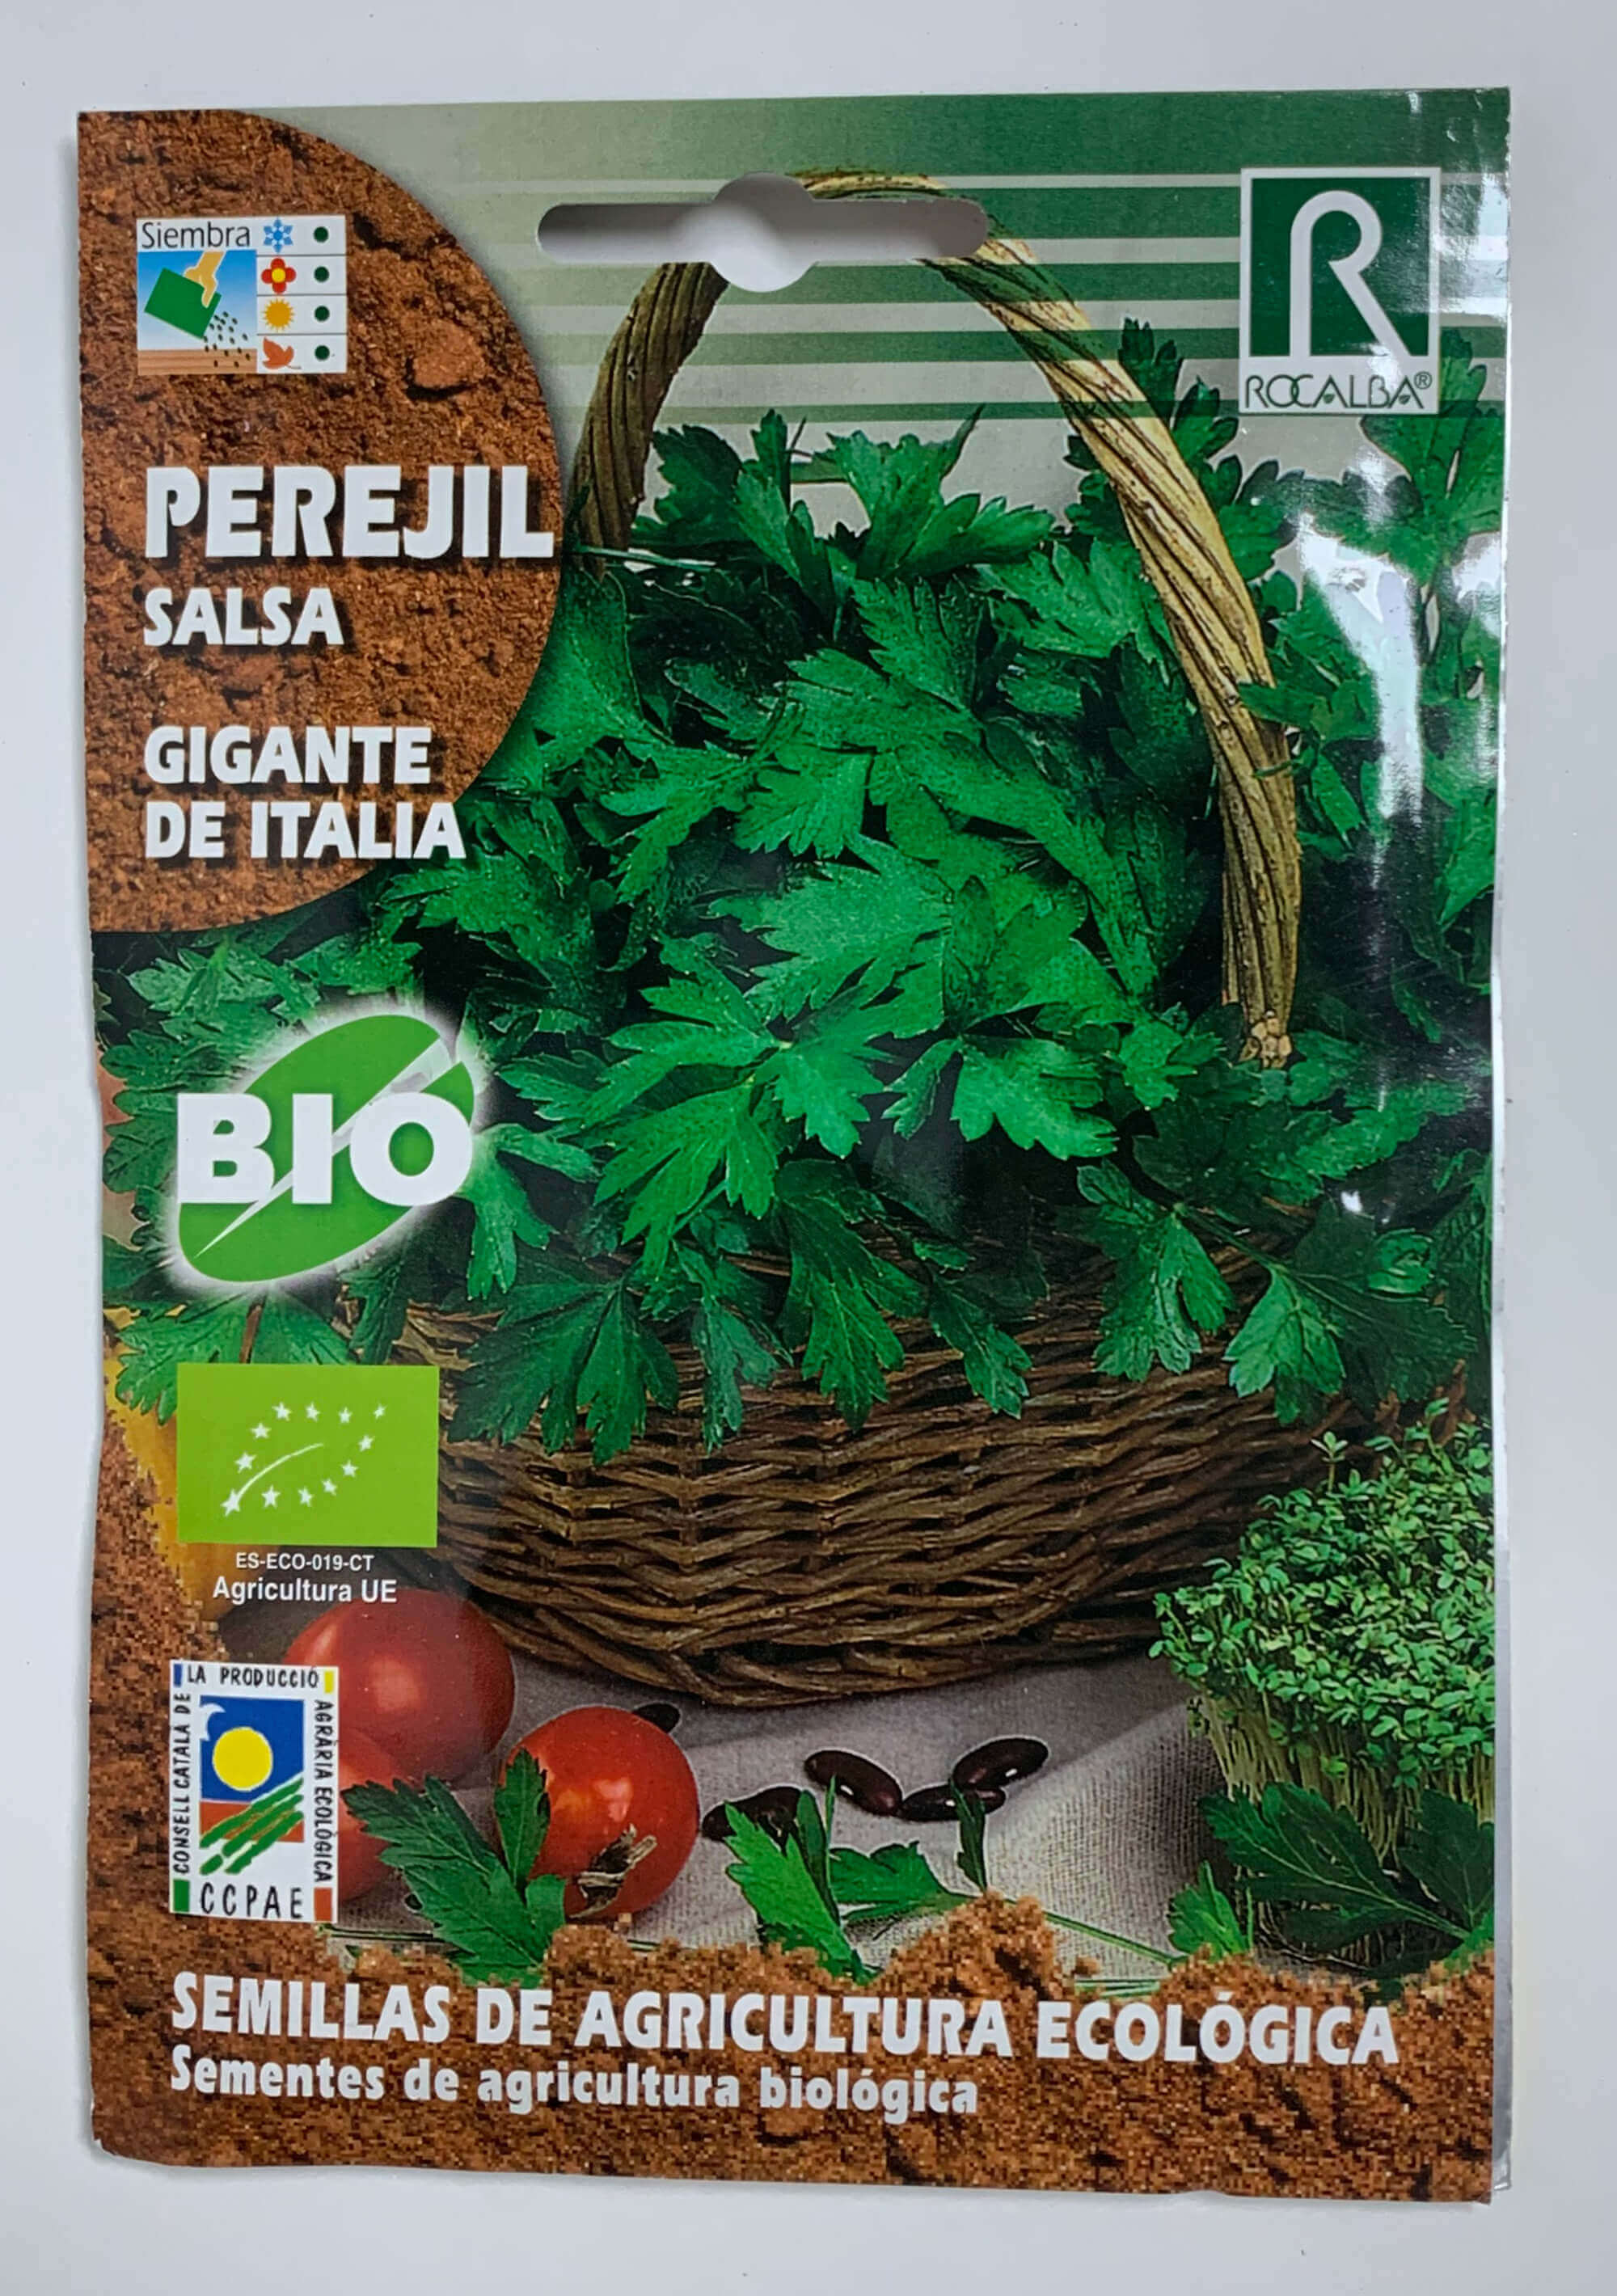 Siembra
R
ROCALBA®
PEREJIL
SALSA
GIGANTE
DE ITALIA
BIO
ES-ECO-019-CT
Agricultura UE
CONSELL CATALÀ DE
LA PRODUCCIÓ
AGRÀRIA ECOLÒGICA
CCPAE
SEMILLAS DE AGRICULTURA ECOLÓGICA
Sementes de agricultura biológica